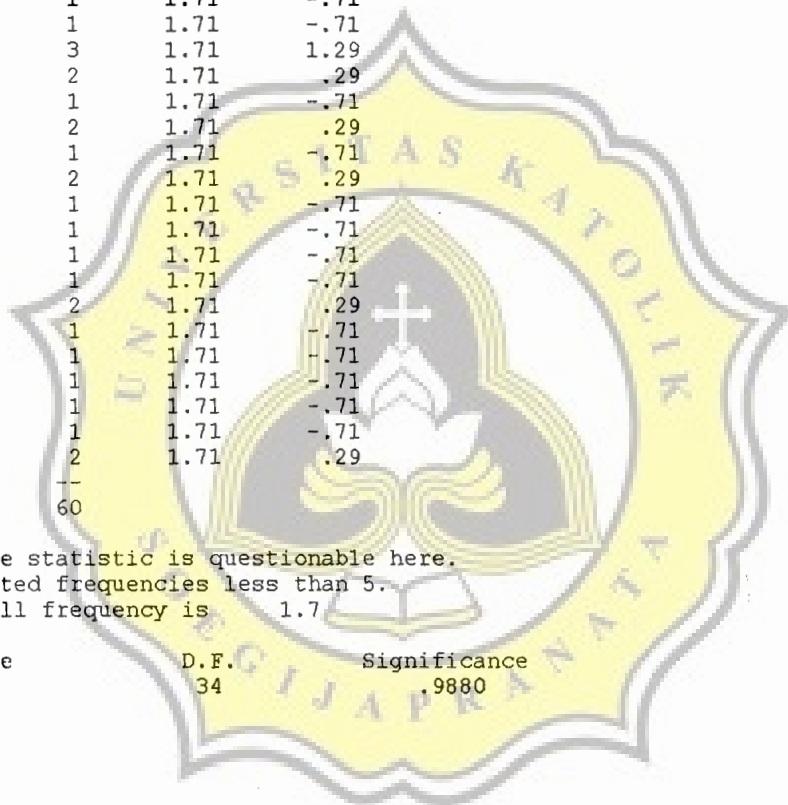 1 1.71 -.71
1 1.71 -.71
3 1.71 1.29
2 1.71 .29
1 1.71 -.71
2 1.71 .29
1 1.71 -.71
2 1.71 .29
1 1.71 -.71
1 1.71 -.71
1 1.71 -.71
1 1.71 -.71
2 1.71 .29
1 1.71 -.71
1 1.71 -.71
1 1.71 -.71
1 1.71 -.71
1 1.71 -.71
2 1.71 .29
--
60
e statistic is questionable here.
ted frequencies less than 5.
ll frequency is 1.7
e D.F. Significance
34 .9880
UNIVERSITAS KATOLIK
SOEGIJAPRANATA